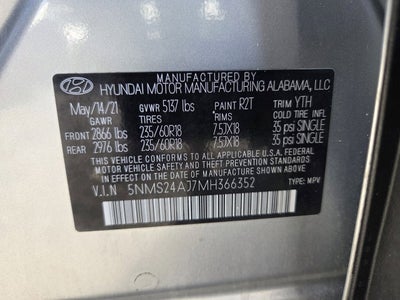 MANUFACTURED BY
HYUNDAI MOTOR MANUFACTURING ALABAMA, LLC
May/14/21 GVWR 5137 lbs PAINT R2T TRIM YTH
GAWR TIRE RIMS COLD TIRE INFL
FRONT 2866 lbs 235/60R18 7.5JX18 35 psi SINGLE
REAR 2976 lbs 235/60R18 7.5JX18 35 psi SINGLE
THIS VEHICLE CONFORMS TO ALL APPLICABLE U.S.A. FEDERAL MOTOR
VEHICLE SAFETY, BUMPER, AND THEFT PREVENTION STANDARDS
IN EFFECT ON THE DATE OF MANUFACTURE SHOWN ABOVE.
V.I.N 5NMS24AJ7MH366352 TYPE: MPV